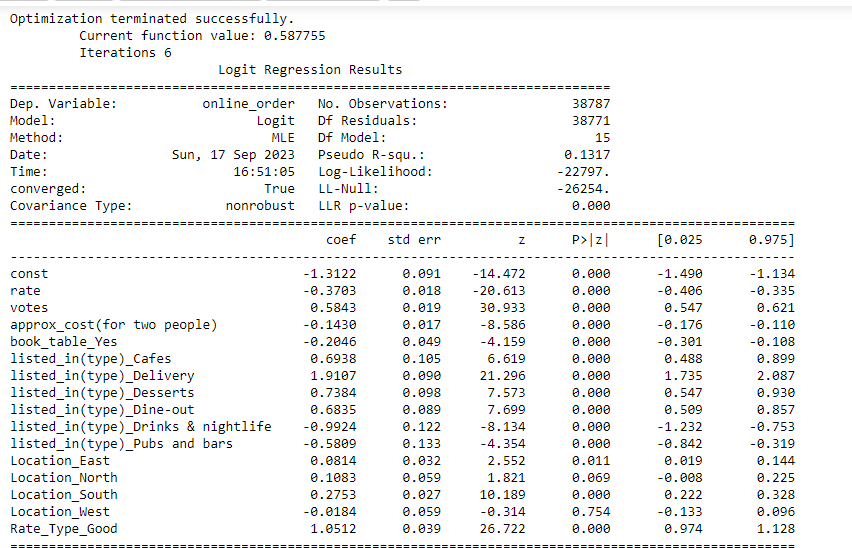 Optimization terminated successfully.
Current function value: 0.587755
Iterations 6
Logit Regression Results
==============================================================================
Dep. Variable: online_order No. Observations: 38787
Model: Logit Df Residuals: 38771
Method: MLE Df Model: 15
Date: Sun, 17 Sep 2023 Pseudo R-squ.: 0.1317
Time: 16:51:05 Log-Likelihood: -22797.
converged: True LL-Null: -26254.
Covariance Type: nonrobust LLR p-value: 0.000
=====================================================================================================
coef std err z P>|z| [0.025 0.975]
-----------------------------------------------------------------------------------------------------
const -1.3122 0.091 -14.472 0.000 -1.490 -1.134
rate -0.3703 0.018 -20.613 0.000 -0.406 -0.335
votes 0.5843 0.019 30.933 0.000 0.547 0.621
approx_cost(for two people) -0.1430 0.017 -8.586 0.000 -0.176 -0.110
book_table_Yes -0.2046 0.049 -4.159 0.000 -0.301 -0.108
listed_in(type)_Cafes 0.6938 0.105 6.619 0.000 0.488 0.899
listed_in(type)_Delivery 1.9107 0.090 21.296 0.000 1.735 2.087
listed_in(type)_Desserts 0.7384 0.098 7.573 0.000 0.547 0.930
listed_in(type)_Dine-out 0.6835 0.089 7.699 0.000 0.509 0.857
listed_in(type)_Drinks & nightlife -0.9924 0.122 -8.134 0.000 -1.232 -0.753
listed_in(type)_Pubs and bars -0.5809 0.133 -4.354 0.000 -0.842 -0.319
Location_East 0.0814 0.032 2.552 0.011 0.019 0.144
Location_North 0.1083 0.059 1.821 0.069 -0.008 0.225
Location_South 0.2753 0.027 10.189 0.000 0.222 0.328
Location_West -0.0184 0.059 -0.314 0.754 -0.133 0.096
Rate_Type_Good 1.0512 0.039 26.722 0.000 0.974 1.128
=====================================================================================================